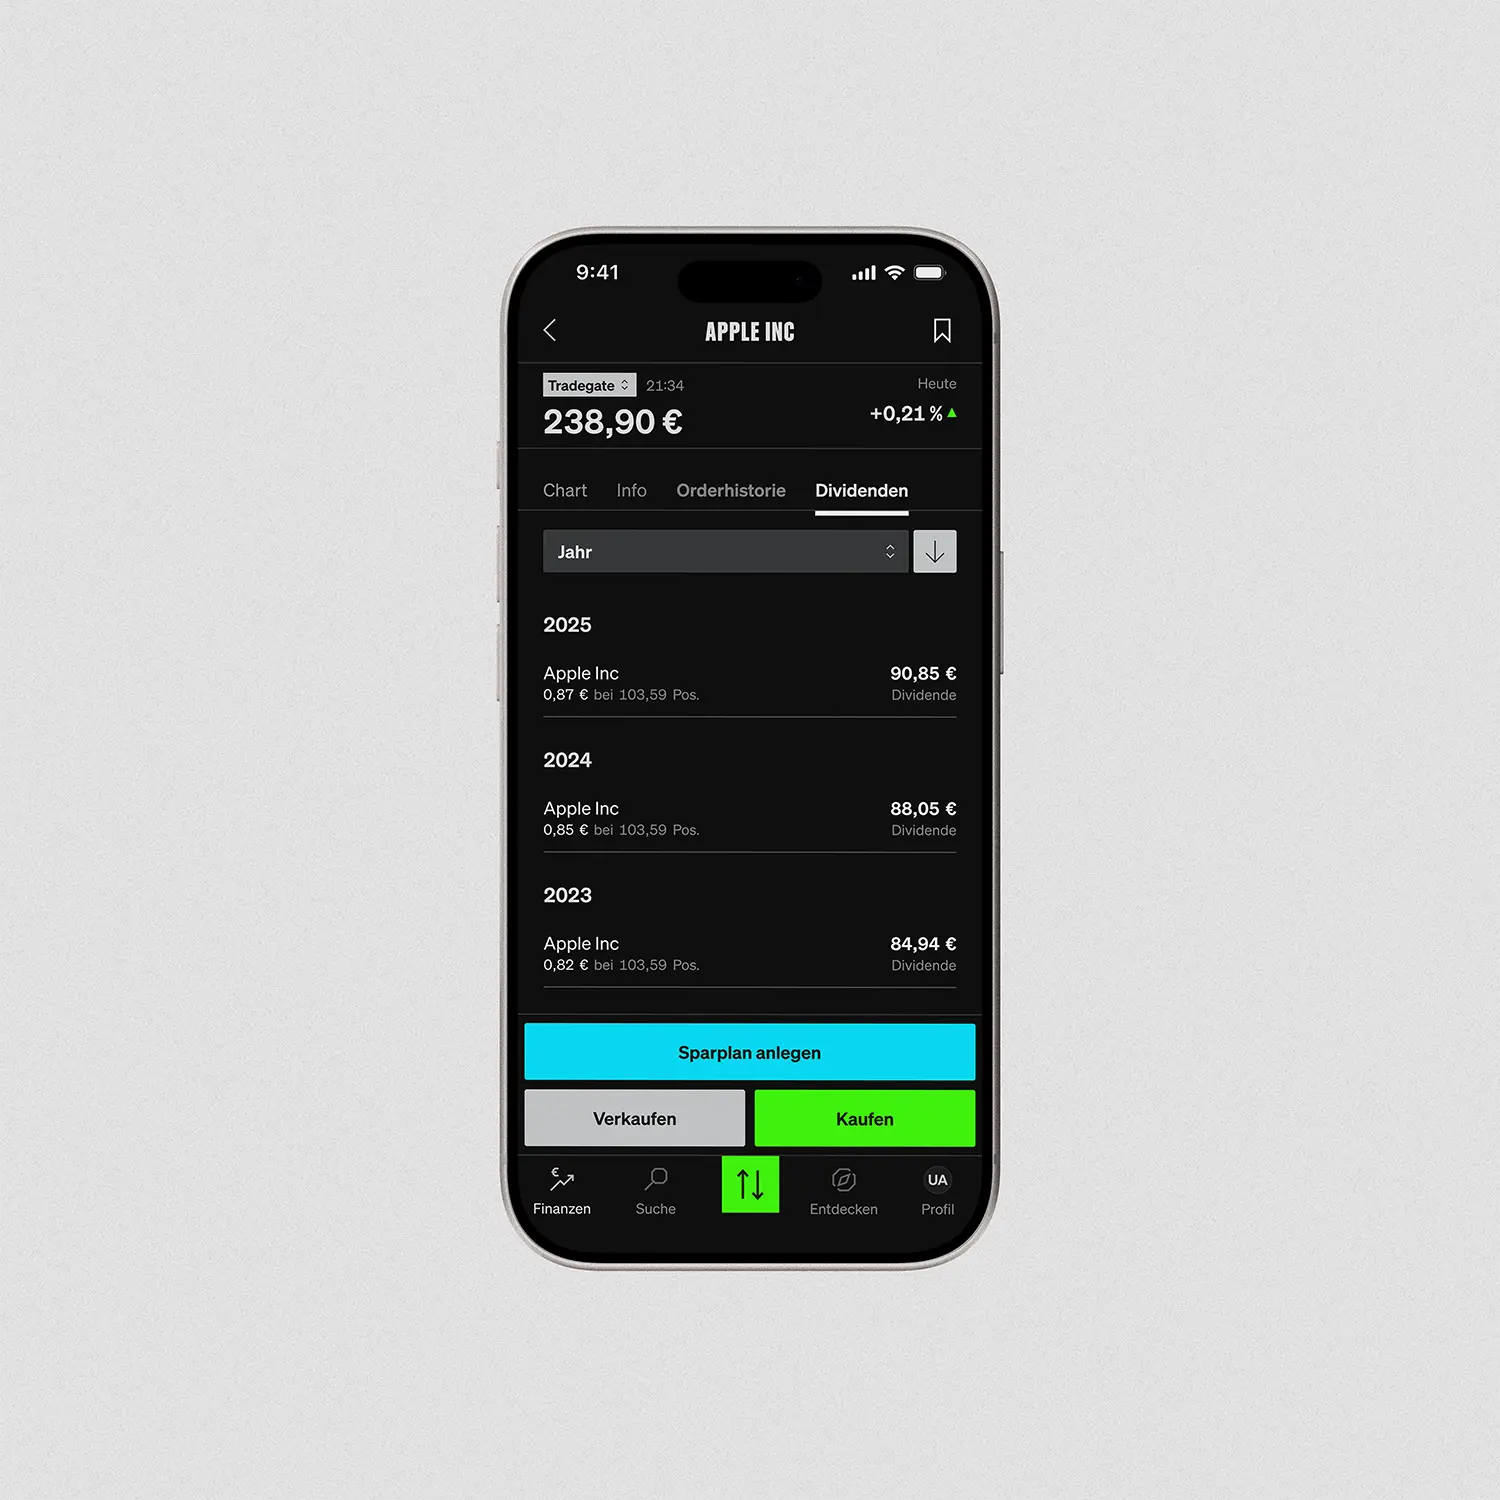 9:41
APPLE INC
Tradegate 21:34 Heute
238,90 € +0,21 %
Chart Info Orderhistorie Dividenden
Jahr
2025
Apple Inc 90,85 €
0,87 € bei 103,59 Pos. Dividende
2024
Apple Inc 88,05 €
0,85 € bei 103,59 Pos. Dividende
2023
Apple Inc 84,94 €
0,82 € bei 103,59 Pos. Dividende
Sparplan anlegen
Verkaufen Kaufen
€ UA
Finanzen Suche Entdecken Profil